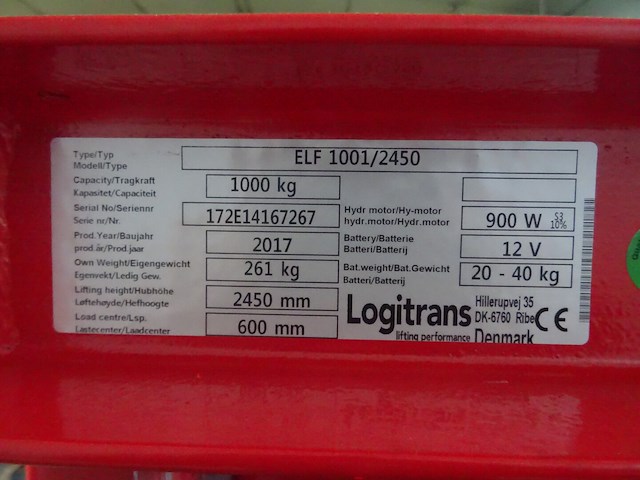 Type/Typ
Modell/Type
ELF 1001/2450
Capacity/Tragkraft
Kapasitet/Capaciteit
1000 kg
Serial No/Seriennr
Serie nr/Nr.
172E14167267
Hydr motor/Hy-motor
hydr.motor/Hydr.motor
900 W S3 10%
Prod.Year/Baujahr
prod.år/Prod.jaar
2017
Battery/Batterie
Batteri/Batterij
12 V
Own Weight/Eigengewicht
Egenvekt/Ledig Gew.
261 kg
Bat.weight/Bat.Gewicht
Batteri/Batterij
20 - 40 kg
Lifting height/Hubhöhe
Løftehøyde/Hefhoogte
2450 mm
Load centre/Lsp.
Lastecenter/Laadcenter
600 mm
Logitrans
lifting performance
Hillerupvej 35
DK-6760 Ribe
Denmark
CE